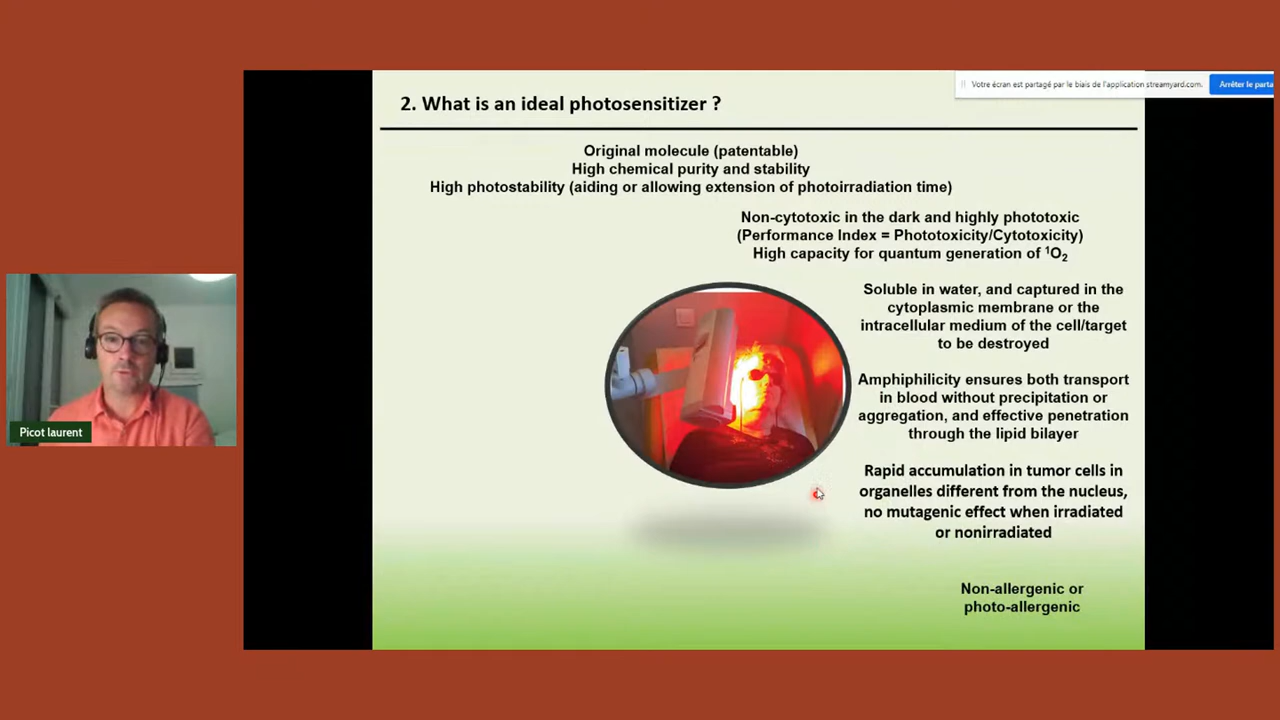 Votre écran est partagé par le biais de l'application streamyard.com.
Arrêter le parta
2. What is an ideal photosensitizer ?
Original molecule (patentable)
High chemical purity and stability
High photostability (aiding or allowing extension of photoirradiation time)
Non-cytotoxic in the dark and highly phototoxic
(Performance Index = Phototoxicity/Cytotoxicity)
High capacity for quantum generation of ¹O₂
Soluble in water, and captured in the
cytoplasmic membrane or the
intracellular medium of the cell/target
to be destroyed
Amphiphilicity ensures both transport
in blood without precipitation or
aggregation, and effective penetration
through the lipid bilayer
Rapid accumulation in tumor cells in
organelles different from the nucleus,
no mutagenic effect when irradiated
or nonirradiated
Non-allergenic or
photo-allergenic
Picot laurent